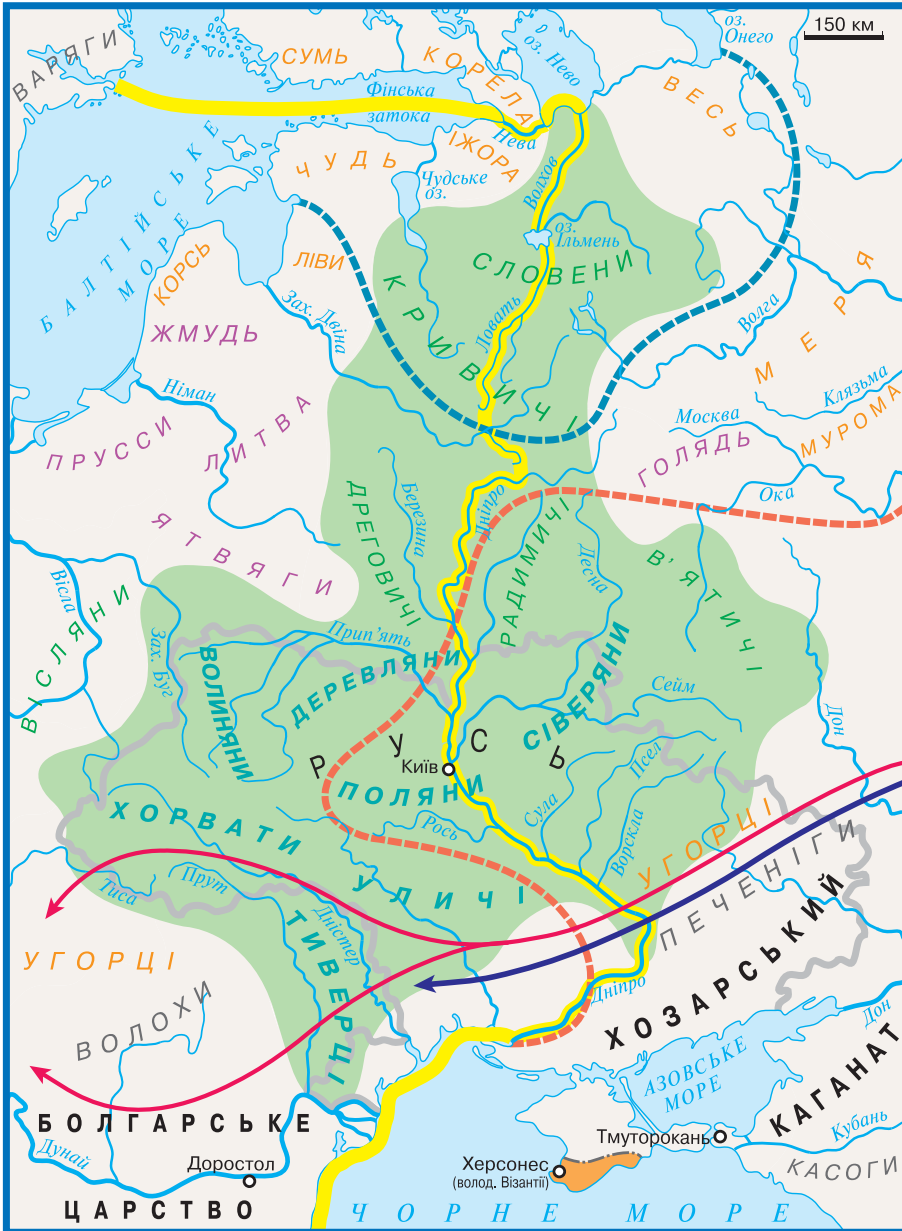 ВАРЯГИ
СУМЬ
КОРЕЛА
оз. Нево
оз.
Онего
150 км
Фінська
затока
Нева
ІЖОРА
ВЕСЬ
ЧУДЬ
Чудське
оз.
Волхов
БАЛТІЙСЬКЕ
МОРЕ
оз.
Ільмень
СЛОВЕНИ
КОРСЬ
ЛІВИ
КРИВИЧІ
Зах. Двіна
Ловать
Волга
МЕРЯ
ЖМУДЬ
Німан
Клязьма
Москва
МУРОМА
ПРУССИ
ЛИТВА
ГОЛЯДЬ
Ока
ЯТВЯГИ
ДРЕГОВИЧІ
Березина
Дніпро
РАДИМИЧІ
Десна
В'ЯТИЧІ
Вісла
ВІСЛЯНИ
Зах. Буг
Прип'ять
ВОЛИНЯНИ
ДЕРЕВЛЯНИ
СІВЕРЯНИ
Сейм
Дон
РУСЬ
Київ
ПОЛЯНИ
Псел
Сула
Ворскла
ХОРВАТИ
Рось
УГОРЦІ
ПЕЧЕНІГИ
Тиса
Прут
УЛИЧІ
Дністер
ТИВЕРЦІ
ХОЗАРСЬКИЙ
КАГАНАТ
УГОРЦІ
Дніпро
ВОЛОХИ
Дон
АЗОВСЬКЕ
МОРЕ
БОЛГАРСЬКЕ
ЦАРСТВО
Дунай
Доростол
Тмуторокань
Кубань
Херсонес
(волод. Візантії)
КАСОГИ
ЧОРНЕ МОРЕ